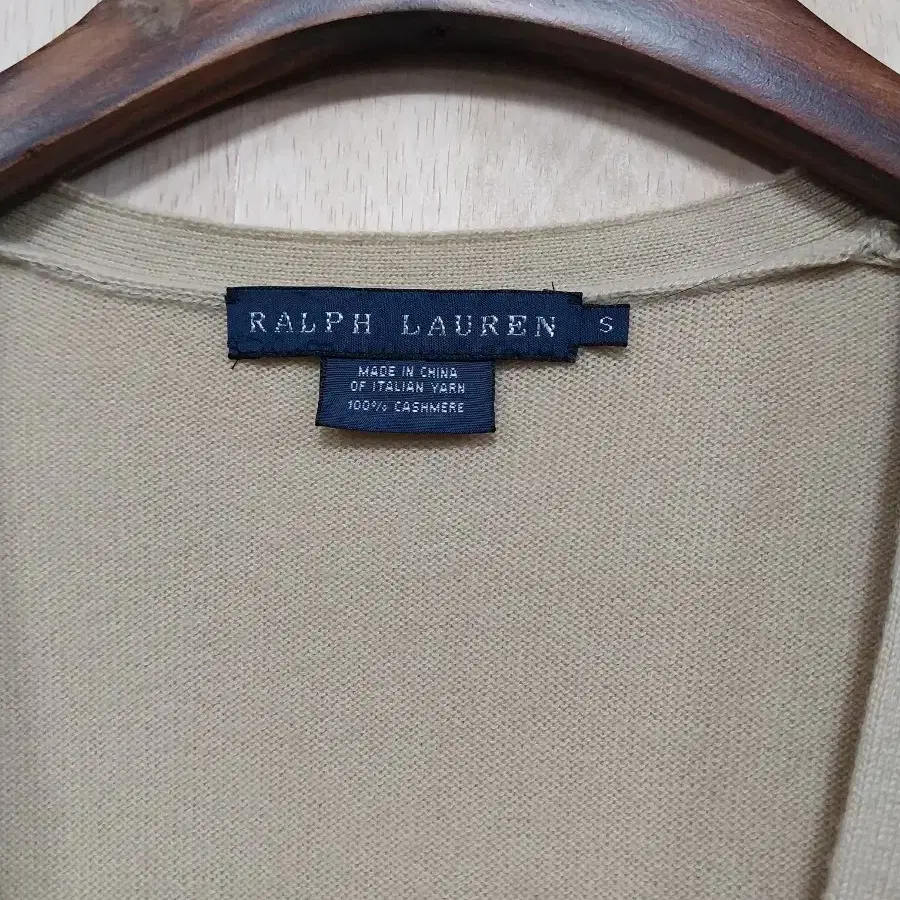 RALPH LAUREN
S
MADE IN CHINA
OF ITALIAN YARN
100% CASHMERE